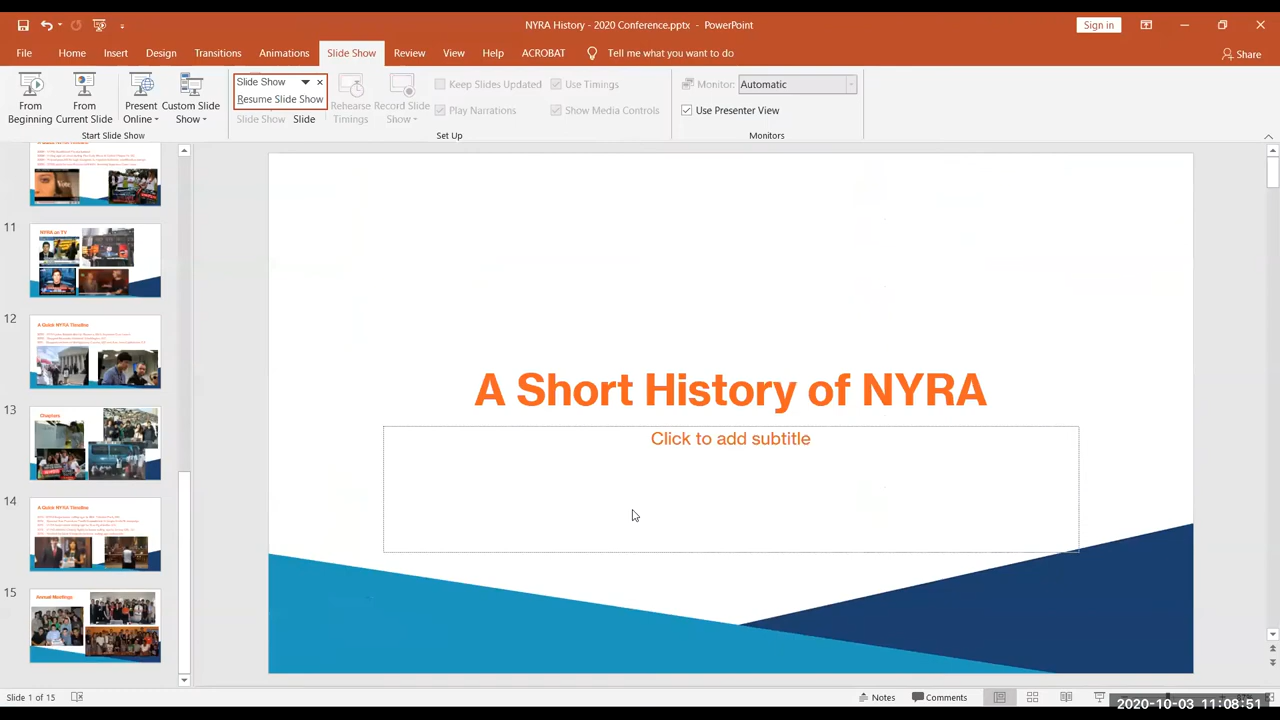 NYRA History - 2020 Conference.pptx - PowerPoint
Sign in
File Home Insert Design Transitions Animations Slide Show Review View Help ACROBAT Tell me what you want to do
Share
From Beginning
From Current Slide
Present Online
Custom Slide Show
Start Slide Show
Slide Show
Resume Slide Show
Slide Show
Slide
Rehearse Timings
Record Slide Show
Keep Slides Updated
Play Narrations
Use Timings
Show Media Controls
Set Up
Monitor: Automatic
Use Presenter View
Monitors
11
NYRA on TV
12
A Quick NYRA Timeline
13
Chapters
14
A Quick NYRA Timeline
15
Annual Meetings
A Short History of NYRA
Click to add subtitle
Slide 1 of 15
Notes
Comments
2020-10-03 11:08:51